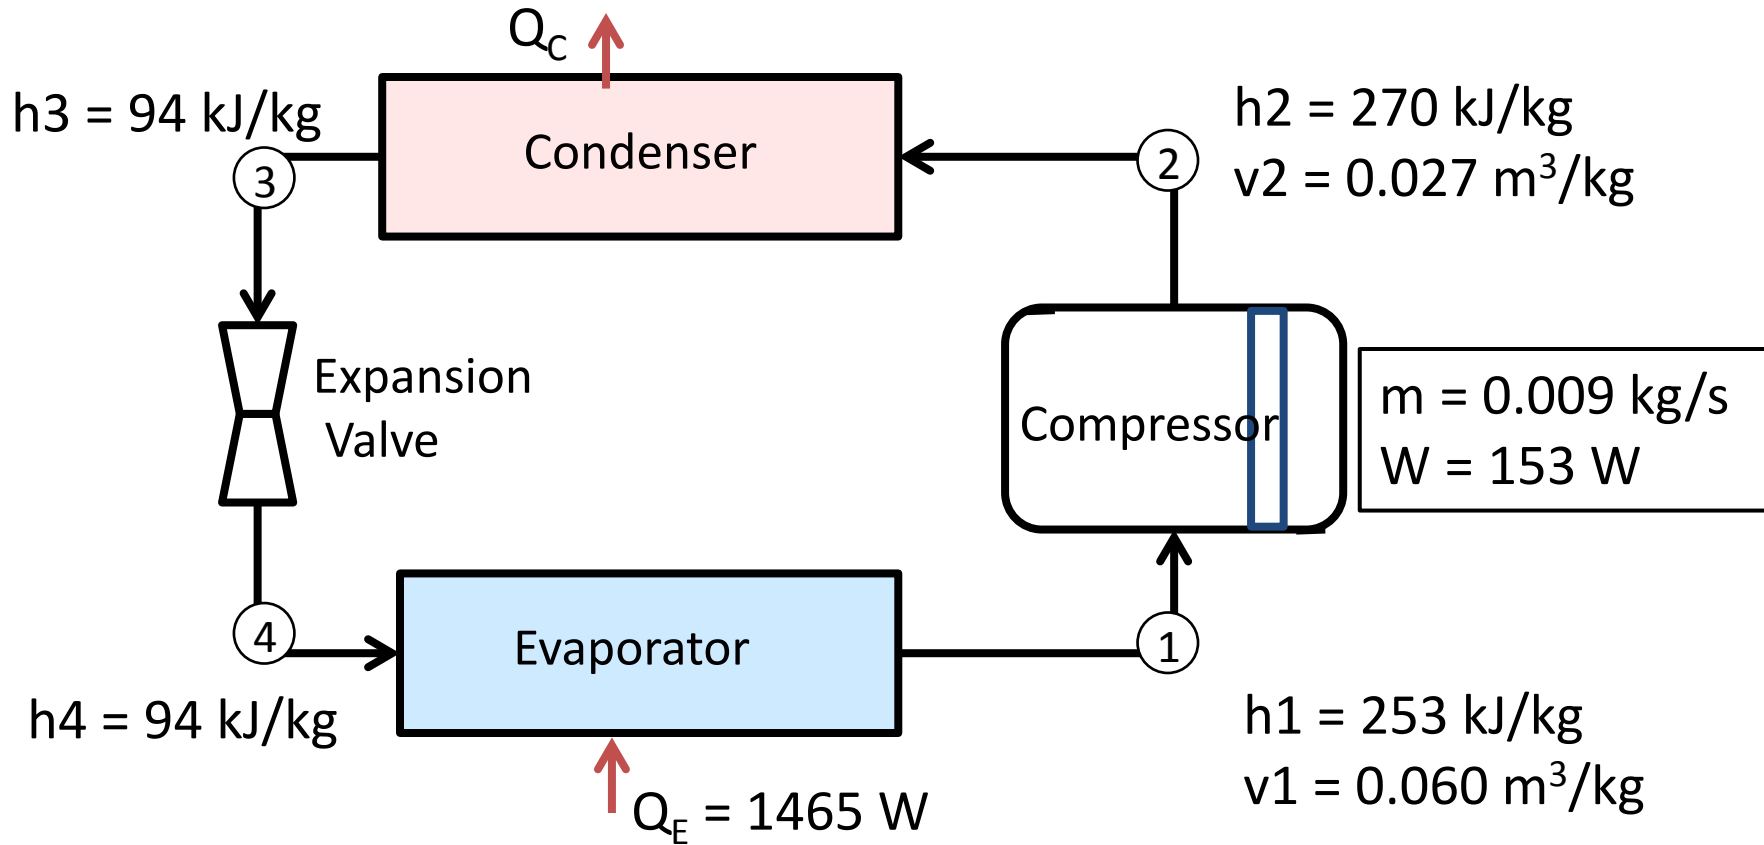 Q_C
h3 = 94 kJ/kg
Condenser
h2 = 270 kJ/kg
v2 = 0.027 m³/kg
3
2
Expansion
Valve
Compressor
m = 0.009 kg/s
W = 153 W
4
Evaporator
1
h4 = 94 kJ/kg
h1 = 253 kJ/kg
v1 = 0.060 m³/kg
Q_E = 1465 W